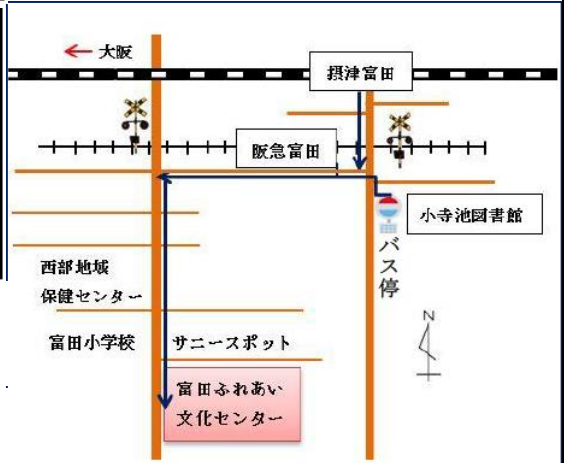 大阪
摂津富田
阪急富田
小寺池図書館
バス停
西部地域
保健センター
N
富田小学校
サニースポット
富田ふれあい
文化センター